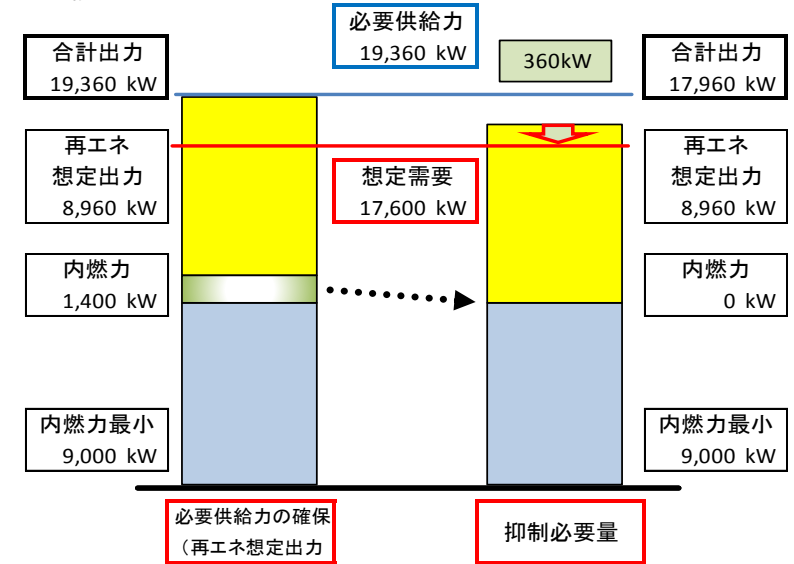 必要供給力
19,360 kW
合計出力
19,360 kW
360kW
合計出力
17,960 kW
再エネ
想定出力
8,960 kW
想定需要
17,600 kW
再エネ
想定出力
8,960 kW
内燃力
1,400 kW
内燃力
0 kW
内燃力最小
9,000 kW
内燃力最小
9,000 kW
必要供給力の確保
（再エネ想定出力
抑制必要量